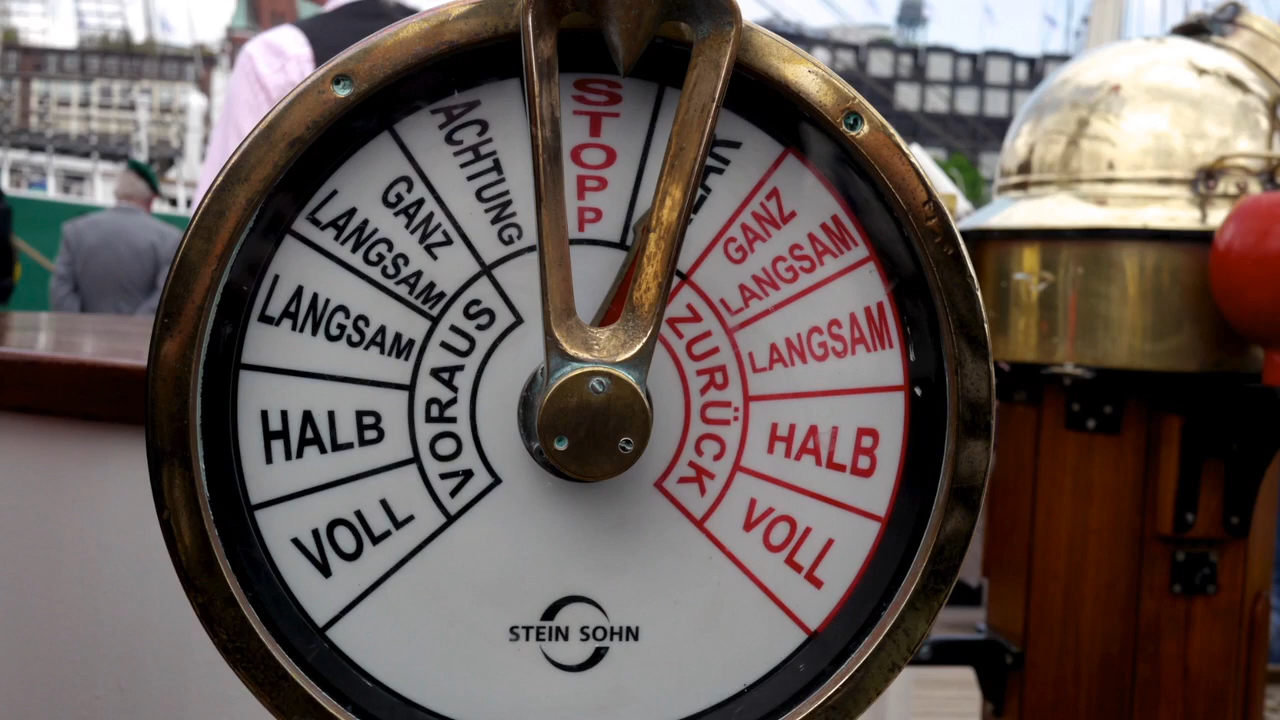 STOPP
ACHTUNG
GANZ
LANGSAM
LANGSAM
HALB
VOLL
VORAUS
GANZ
LANGSAM
LANGSAM
HALB
VOLL
ZURÜCK
STEIN SOHN